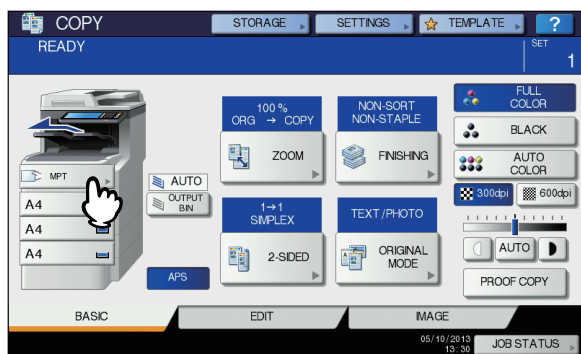 COPY
STORAGE
SETTINGS
TEMPLATE
?
READY
SET
1
MPT
A4
A4
A4
AUTO
OUTPUT
BIN
APS
100 %
ORG → COPY
ZOOM
NON-SORT
NON-STAPLE
FINISHING
1→1
SIMPLEX
2-SIDED
TEXT/PHOTO
ORIGINAL
MODE
FULL
COLOR
BLACK
AUTO
COLOR
300dpi
600dpi
AUTO
PROOF COPY
BASIC
EDIT
IMAGE
05/10/2013
13:30
JOB STATUS